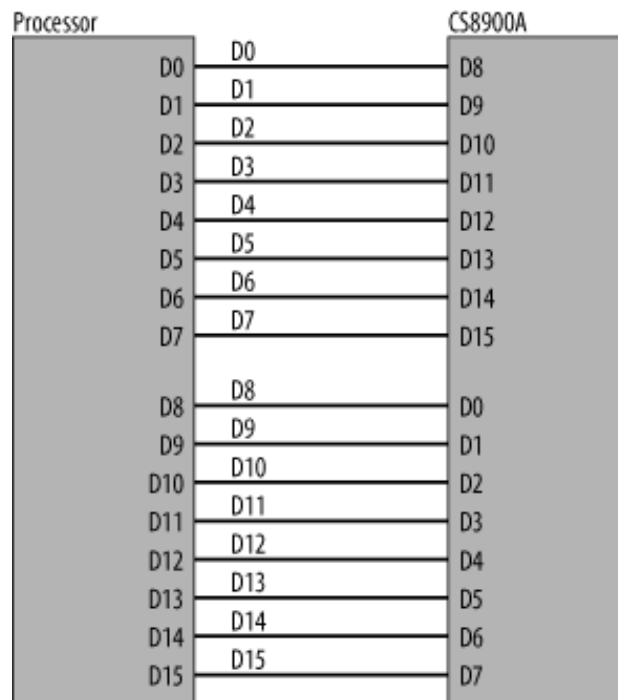 Processor CS8900A
D0 D0 D8
D1 D1 D9
D2 D2 D10
D3 D3 D11
D4 D4 D12
D5 D5 D13
D6 D6 D14
D7 D7 D15
D8 D8 D0
D9 D9 D1
D10 D10 D2
D11 D11 D3
D12 D12 D4
D13 D13 D5
D14 D14 D6
D15 D15 D7